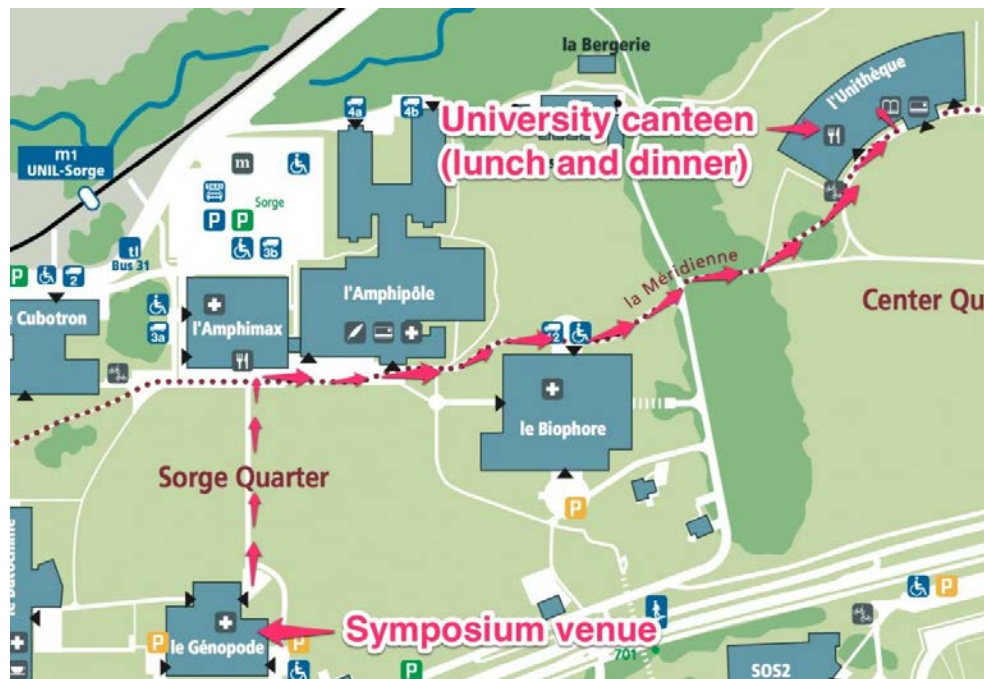 la Bergerie
l'Unithèque
4a
4b
University canteen
(lunch and dinner)
m1
UNIL-Sorge
m
TAXI
P P
Sorge
3b
tl
Bus 31
P
2
la Méridienne
Center Qu
l'Amphipôle
l'Amphimax
e Cubotron
3a
12
le Biophore
Sorge Quarter
P
P
le Génopode
P
P
Symposium venue
701
P
SOS2